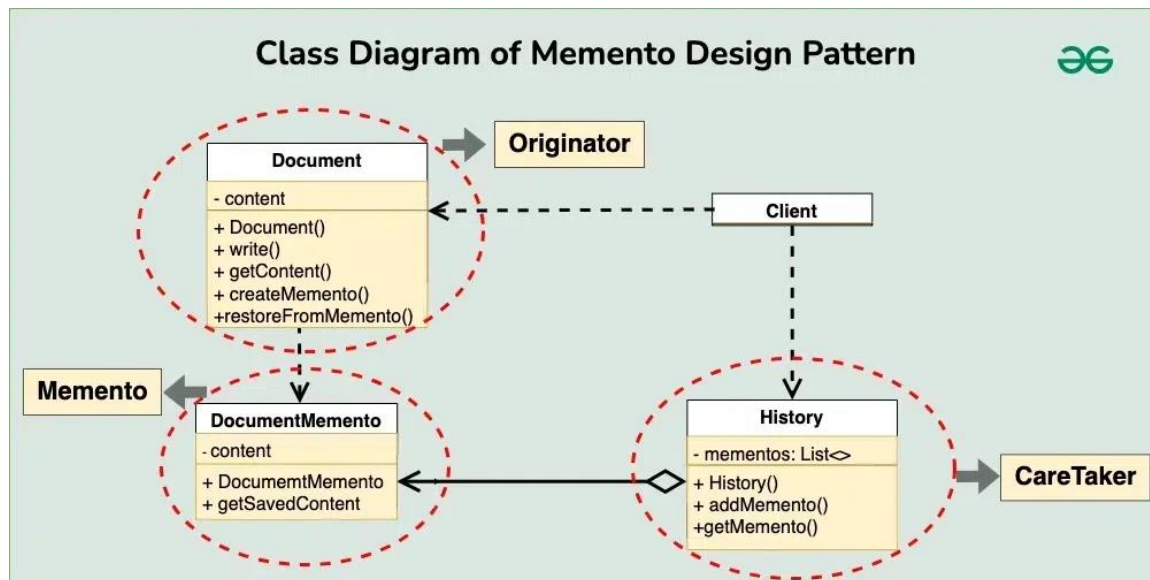 Class Diagram of Memento Design Pattern
Originator
Document
- content
+ Document()
+ write()
+ getContent()
+ createMemento()
+restoreFromMemento()
Client
Memento
DocumentMemento
- content
+ DocumemtMemento
+ getSavedContent
History
- mementos: List<>
+ History()
+ addMemento()
+getMemento()
CareTaker